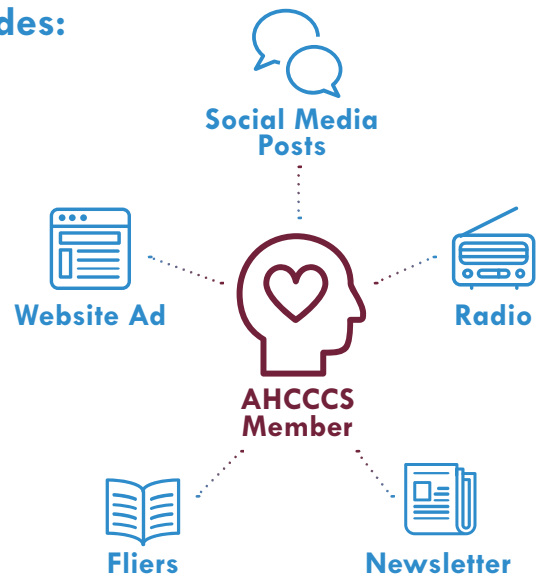 des:
Social Media
Posts
Website Ad
Radio
AHCCCS
Member
Fliers
Newsletter